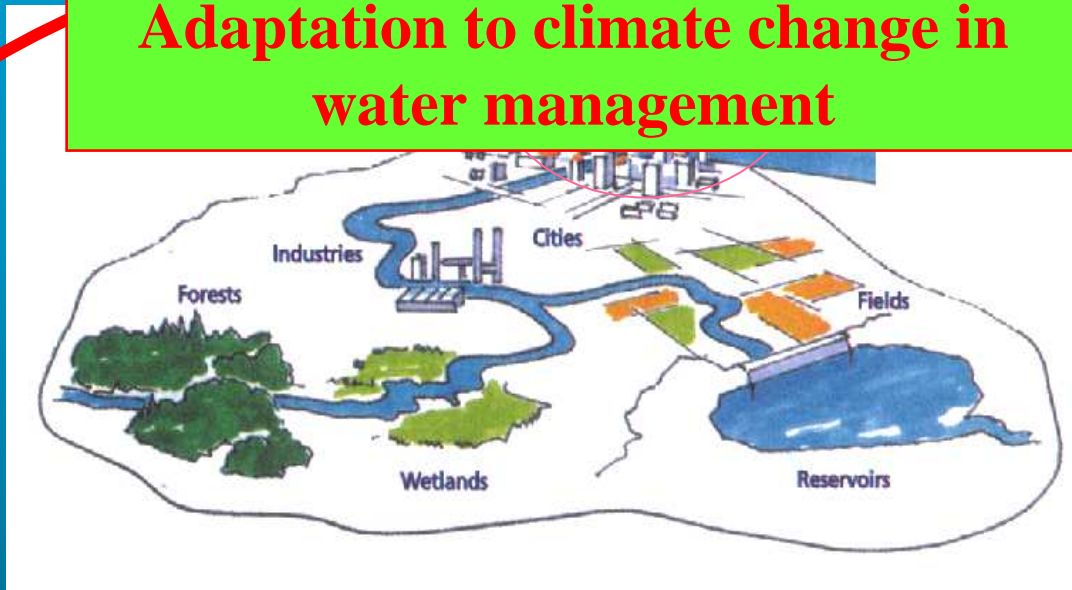 Adaptation to climate change in
water management
Cities
Industries
Forests
Fields
Wetlands
Reservoirs